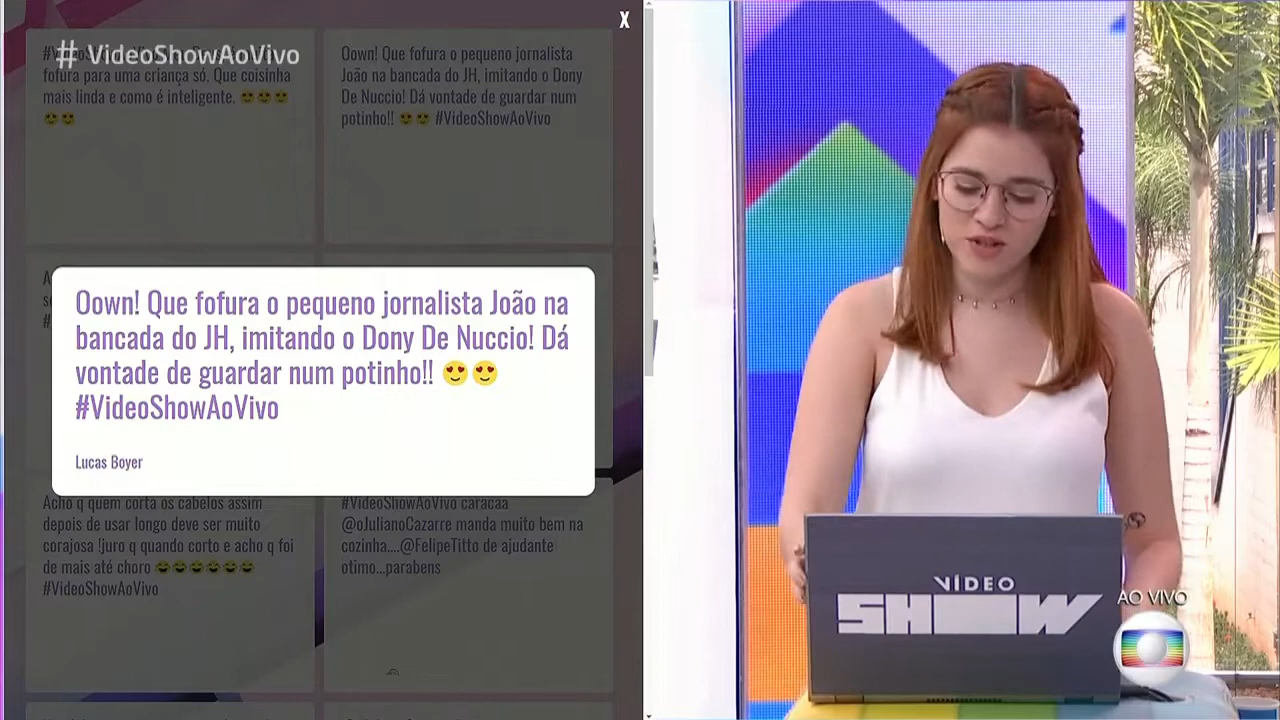 X
# VideoShowAoVivo
fofura para uma criança só. Que coisinha
mais linda e como é inteligente. 😍😍😍
😍😍
Oown! Que fofura o pequeno jornalista
João na bancada do JH, imitando o Dony
De Nuccio! Dá vontade de guardar num
potinho!! 😍😍 #VideoShowAoVivo
Oown! Que fofura o pequeno jornalista João na
bancada do JH, imitando o Dony De Nuccio! Dá
vontade de guardar num potinho!! 😍😍
#VideoShowAoVivo
Lucas Boyer
Acho q quem corta os cabelos assim
depois de usar longo deve ser muito
corajosa !juro q quando corto e acho q foi
de mais até choro 😂😂😂😂😂😂
#VideoShowAoVivo
#VideoShowAoVivo caracaa
@oJulianoCazarre manda muito bem na
cozinha....@FelipeTitto de ajudante
otimo...parabens
VÍDEO
SHOW
AO VIVO